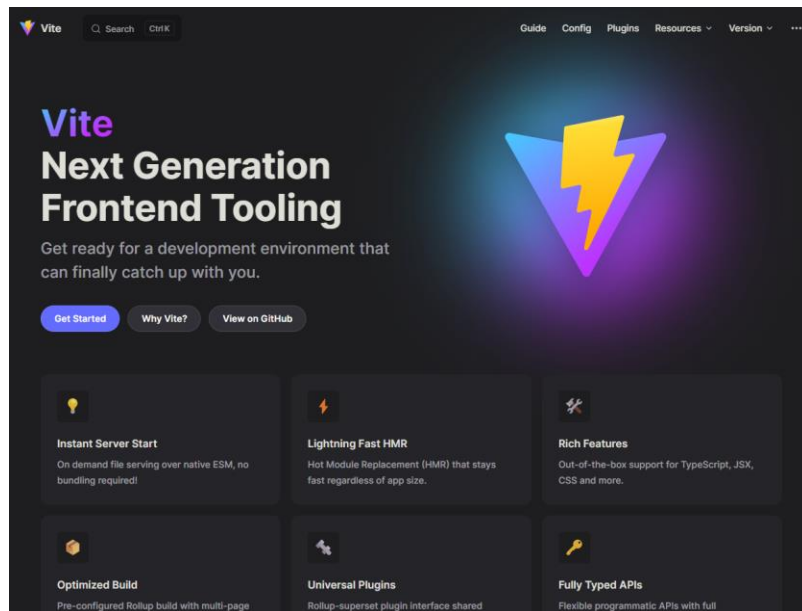 Vite
Search Ctrl K
Guide Config Plugins Resources Version
Vite
Next Generation
Frontend Tooling
Get ready for a development environment that
can finally catch up with you.
Get Started Why Vite? View on GitHub
Instant Server Start
On demand file serving over native ESM, no
bundling required!
Lightning Fast HMR
Hot Module Replacement (HMR) that stays
fast regardless of app size.
Rich Features
Out-of-the-box support for TypeScript, JSX,
CSS and more.
Optimized Build
Pre-configured Rollup build with multi-page
Universal Plugins
Rollup-superset plugin interface shared
Fully Typed APIs
Flexible programmatic APIs with full